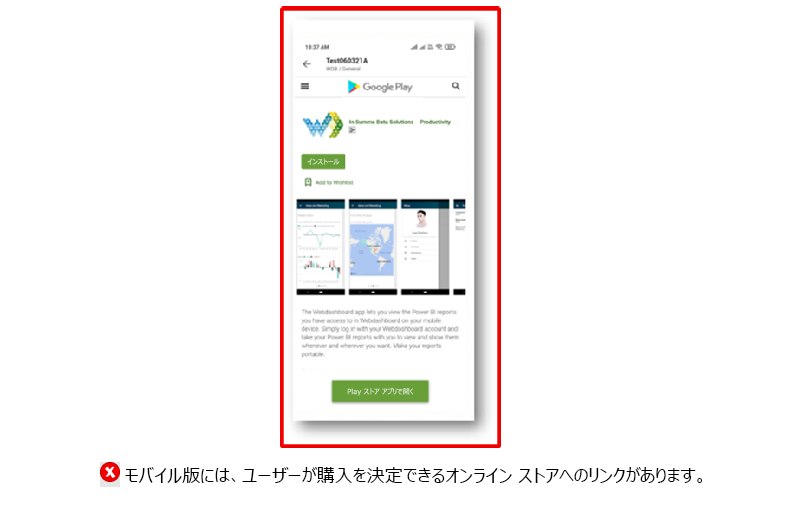 10:37 AM
Test060321A
WDB / General
Google Play
In Summa Data Solutions Productivity
インストール
Add to Wishlist
The Webdashboard app lets you view the Power BI reports
you have access to in Webdashboard on your mobile
device. Simply log in with your Webdashboard account and
take your Power BI reports with you to view and show them
whenever and wherever you want. Make your reports
portable.
Play ストア アプリで開く
モバイル版には、ユーザーが購入を決定できるオンライン ストアへのリンクがあります。